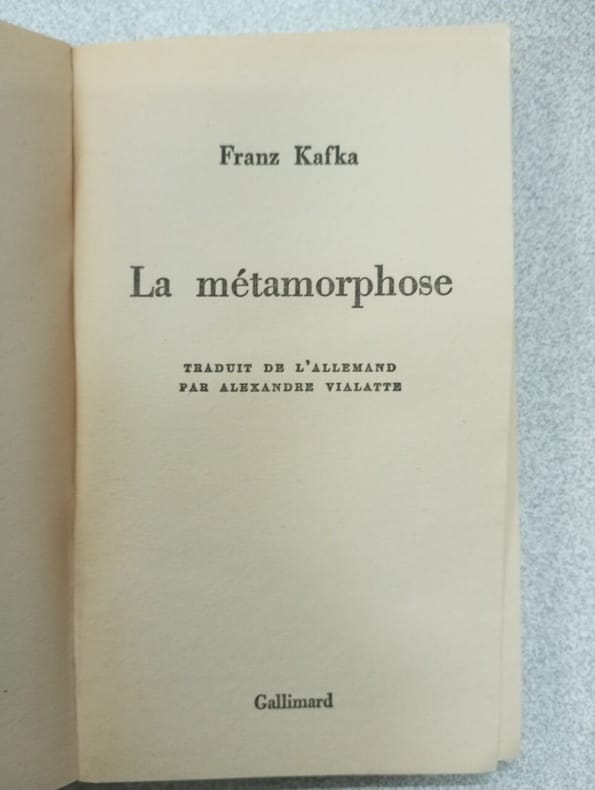 Franz Kafka
La métamorphose
TRADUIT DE L'ALLEMAND
PAR ALEXANDRE VIALATTE
Gallimard